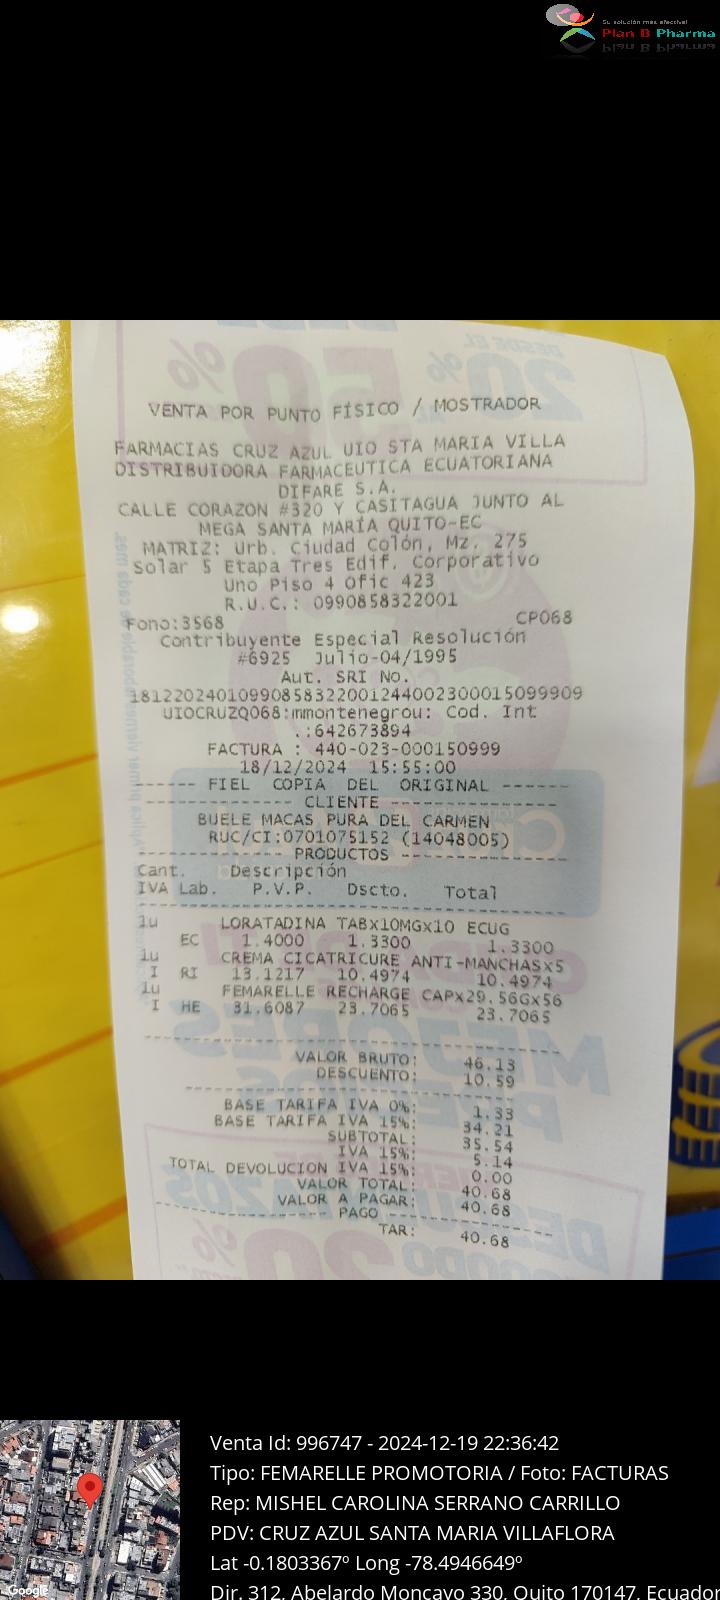 Su solución más efectiva!
Plan B Pharma
VENTA POR PUNTO FÍSICO / MOSTRADOR
FARMACIAS CRUZ AZUL UIO STA MARIA VILLA
DISTRIBUIDORA FARMACEUTICA ECUATORIANA
DIFARE S.A.
CALLE CORAZON #320 Y CASITAGUA JUNTO AL
MEGA SANTA MARÍA QUITO-EC
MATRIZ: Urb. Ciudad Colón, Mz. 275
Solar 5 Etapa Tres Edif. Corporativo
Uno Piso 4 Ofic 423
R.U.C.: 0990858322001
Fono:3568 CP068
Contribuyente Especial Resolución
#6925 Julio-04/1995
Aut. SRI No.
1812202401099085832200124400230001509​9909
UIOCRUZQ068:mmontenegrou: Cod. Int
.:642673894
FACTURA : 440-023-000150999
18/12/2024 15:55:00
------ FIEL COPIA DEL ORIGINAL ------
CLIENTE
BUELE MACAS PURA DEL CARMEN
RUC/CI:0701075152 (14048005)
PRODUCTOS
Cant. Descripción
IVA Lab. P.V.P. Dscto. Total
1u LORATADINA TABx10MGx10 ECUG
EC 1.4000 1.3300 1.3300
1u CREMA CICATRICURE ANTI-MANCHASx5
I RI 13.1217 10.4974 10.4974
1u FEMARELLE RECHARGE CAPx29.56Gx56
I HE 31.6087 23.7065 23.7065
VALOR BRUTO: 46.13
DESCUENTO: 10.59
BASE TARIFA IVA 0%: 1.33
BASE TARIFA IVA 15%: 34.21
SUBTOTAL: 35.54
IVA 15%: 5.14
TOTAL DEVOLUCION IVA 15%: 0.00
VALOR TOTAL: 40.68
VALOR A PAGAR: 40.68
PAGO
TAR: 40.68
Google
Venta Id: 996747 - 2024-12-19 22:36:42
Tipo: FEMARELLE PROMOTORIA / Foto: FACTURAS
Rep: MISHEL CAROLINA SERRANO CARRILLO
PDV: CRUZ AZUL SANTA MARIA VILLAFLORA
Lat -0.1803367º Long -78.4946649º
Dir. 312, Abelardo Moncayo 330, Quito 170147, Ecuador